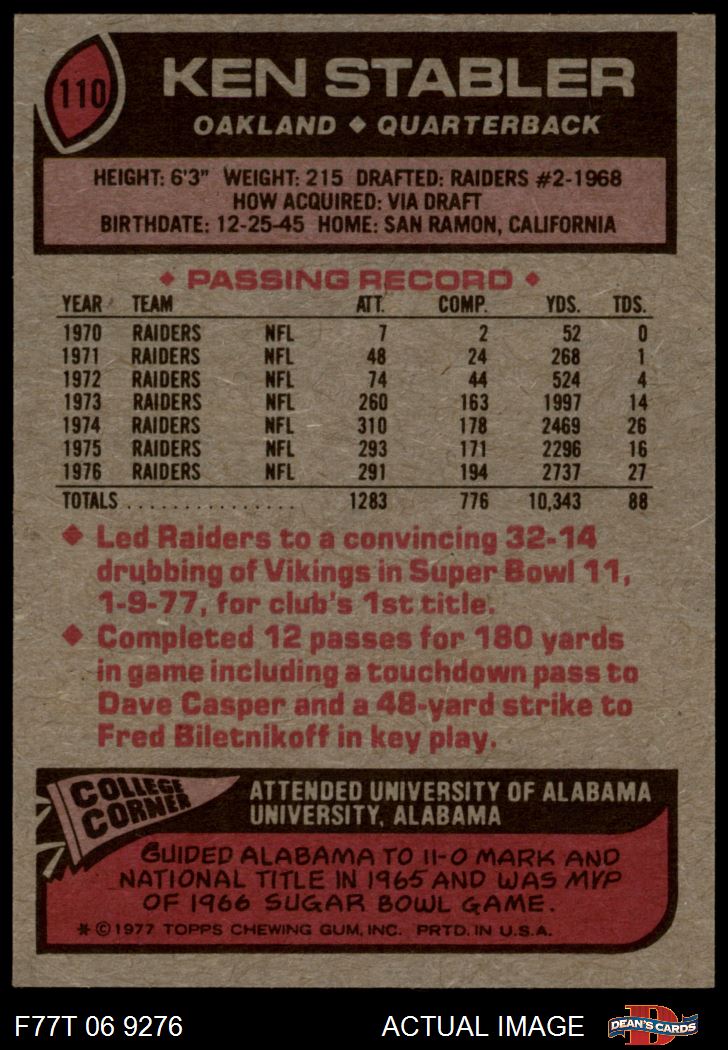 110
KEN STABLER
OAKLAND ◆ QUARTERBACK
HEIGHT: 6'3" WEIGHT: 215 DRAFTED: RAIDERS #2-1968
HOW ACQUIRED: VIA DRAFT
BIRTHDATE: 12-25-45 HOME: SAN RAMON, CALIFORNIA
◆ PASSING RECORD ◆
YEAR TEAM ATT. COMP. YDS. TDS.
1970 RAIDERS NFL 7 2 52 0
1971 RAIDERS NFL 48 24 268 1
1972 RAIDERS NFL 74 44 524 4
1973 RAIDERS NFL 260 163 1997 14
1974 RAIDERS NFL 310 178 2469 26
1975 RAIDERS NFL 293 171 2296 16
1976 RAIDERS NFL 291 194 2737 27
TOTALS . . . . . . . . . . . . . . . . 1283 776 10,343 88
◆ Led Raiders to a convincing 32-14
drubbing of Vikings in Super Bowl 11,
1-9-77, for club's 1st title.
◆ Completed 12 passes for 180 yards
in game including a touchdown pass to
Dave Casper and a 48-yard strike to
Fred Biletnikoff in key play.
COLLEGE
CORNER
ATTENDED UNIVERSITY OF ALABAMA
UNIVERSITY, ALABAMA
GUIDED ALABAMA TO 11-0 MARK AND
NATIONAL TITLE IN 1965 AND WAS MVP
OF 1966 SUGAR BOWL GAME.
* © 1977 TOPPS CHEWING GUM, INC. PRTD. IN U.S.A.
F77T 06 9276 ACTUAL IMAGE
D
DEAN'S CARDS